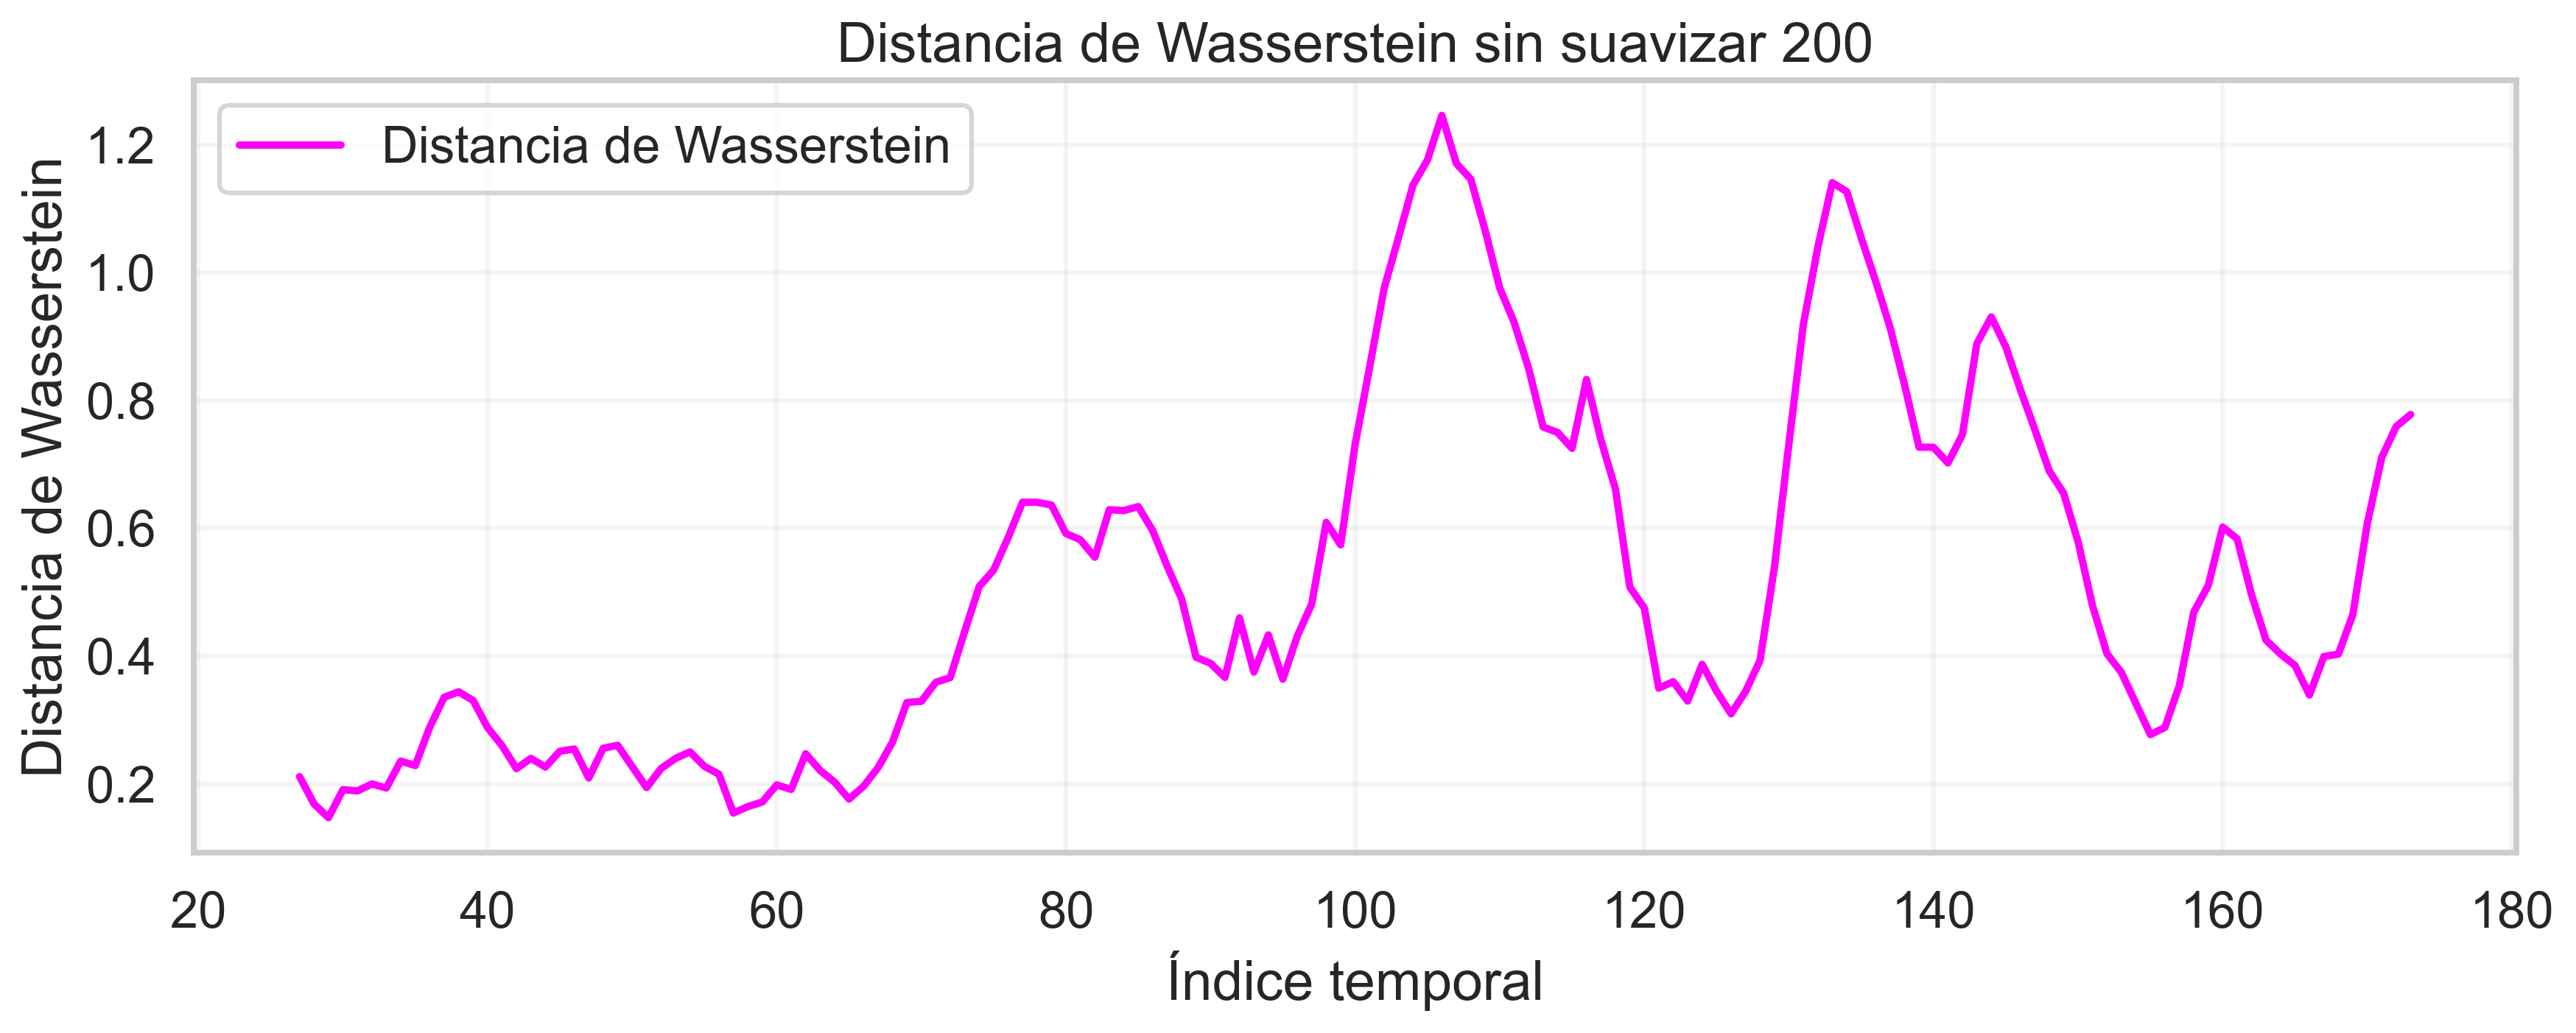 Distancia de Wasserstein sin suavizar 200
Distancia de Wasserstein
Distancia de Wasserstein
1.2
1.0
0.8
0.6
0.4
0.2
20 40 60 80 100 120 140 160 180
Índice temporal